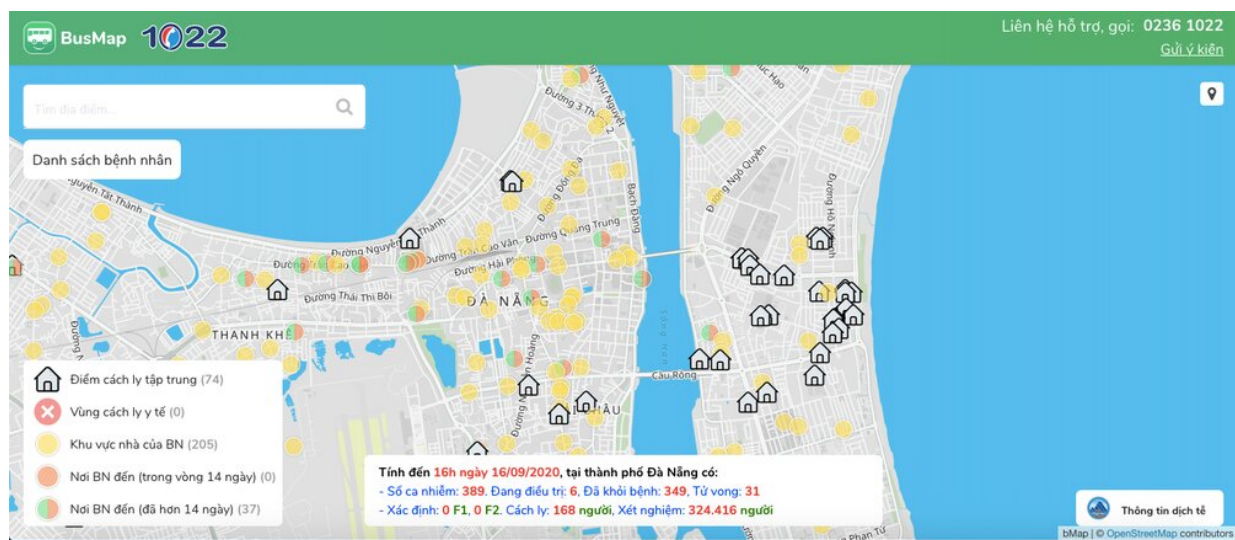 BusMap 1022
Liên hệ hỗ trợ, gọi: 0236 1022
Gửi ý kiến
Tìm địa điểm...
Danh sách bệnh nhân
Đường Như Nguyệt
Đường 3 Tháng 2
Đường Đống Đa
Đường Ngô Quyền
Bạch Đằng
Nguyễn Tất Thành
Đường Trần Cao Vân
Đường Quang Trung
Đường Hải Phòng
Đường Thái Thị Bôi
ĐÀ NẴNG
THANH KHÊ
Sông Hàn
Cầu Rồng
Điểm cách ly tập trung (74)
Vùng cách ly y tế (0)
Khu vực nhà của BN (205)
Nơi BN đến (trong vòng 14 ngày) (0)
Nơi BN đến (đã hơn 14 ngày) (37)
Tính đến 16h ngày 16/09/2020, tại thành phố Đà Nẵng có:
- Số ca nhiễm: 389. Đang điều trị: 6, Đã khỏi bệnh: 349, Tử vong: 31
- Xác định: 0 F1, 0 F2. Cách ly: 168 người, Xét nghiệm: 324.416 người
Thông tin dịch tễ
bMap | © OpenStreetMap contributors